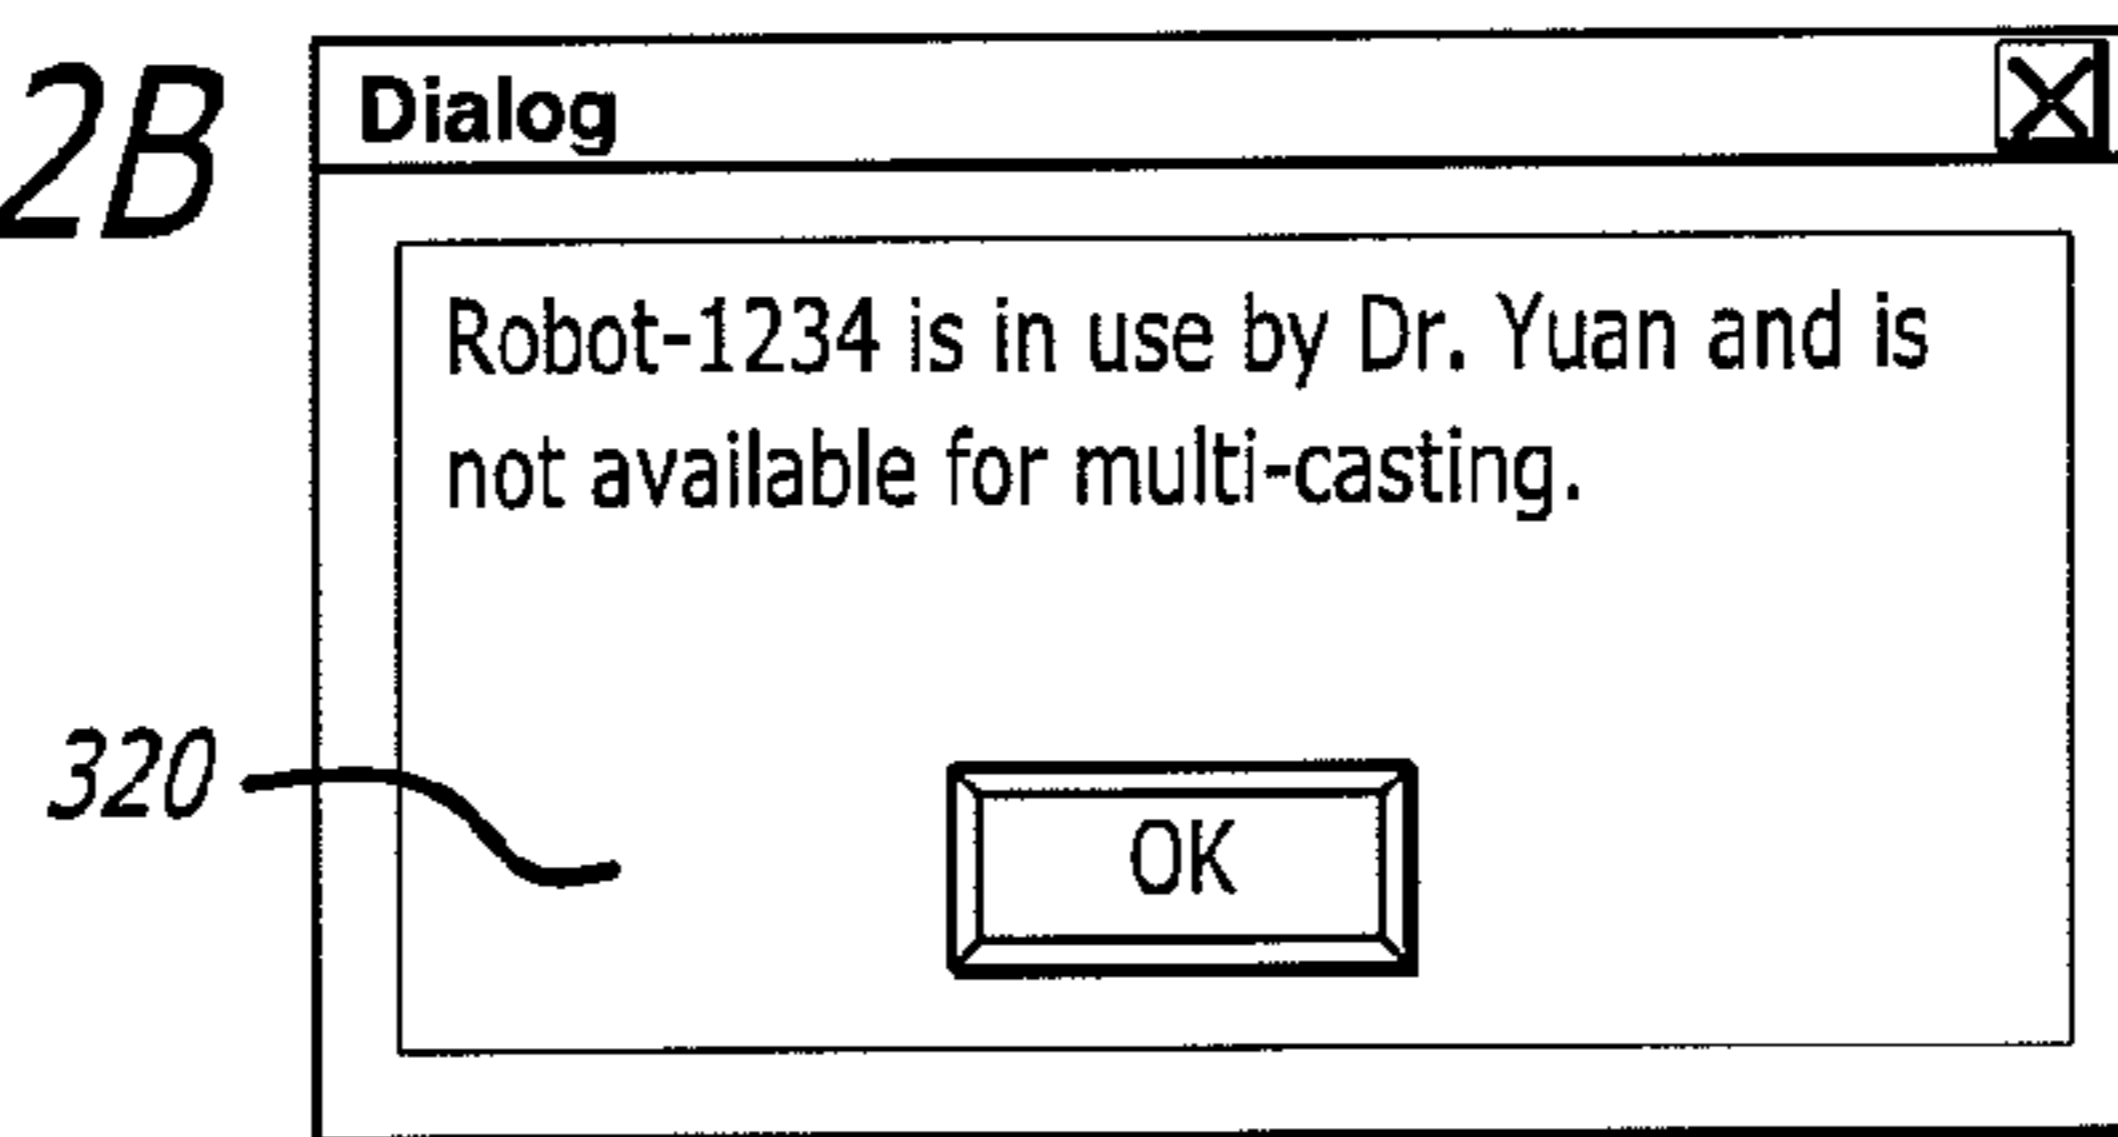 2B
Dialog
Robot-1234 is in use by Dr. Yuan and is
not available for multi-casting.
320
OK